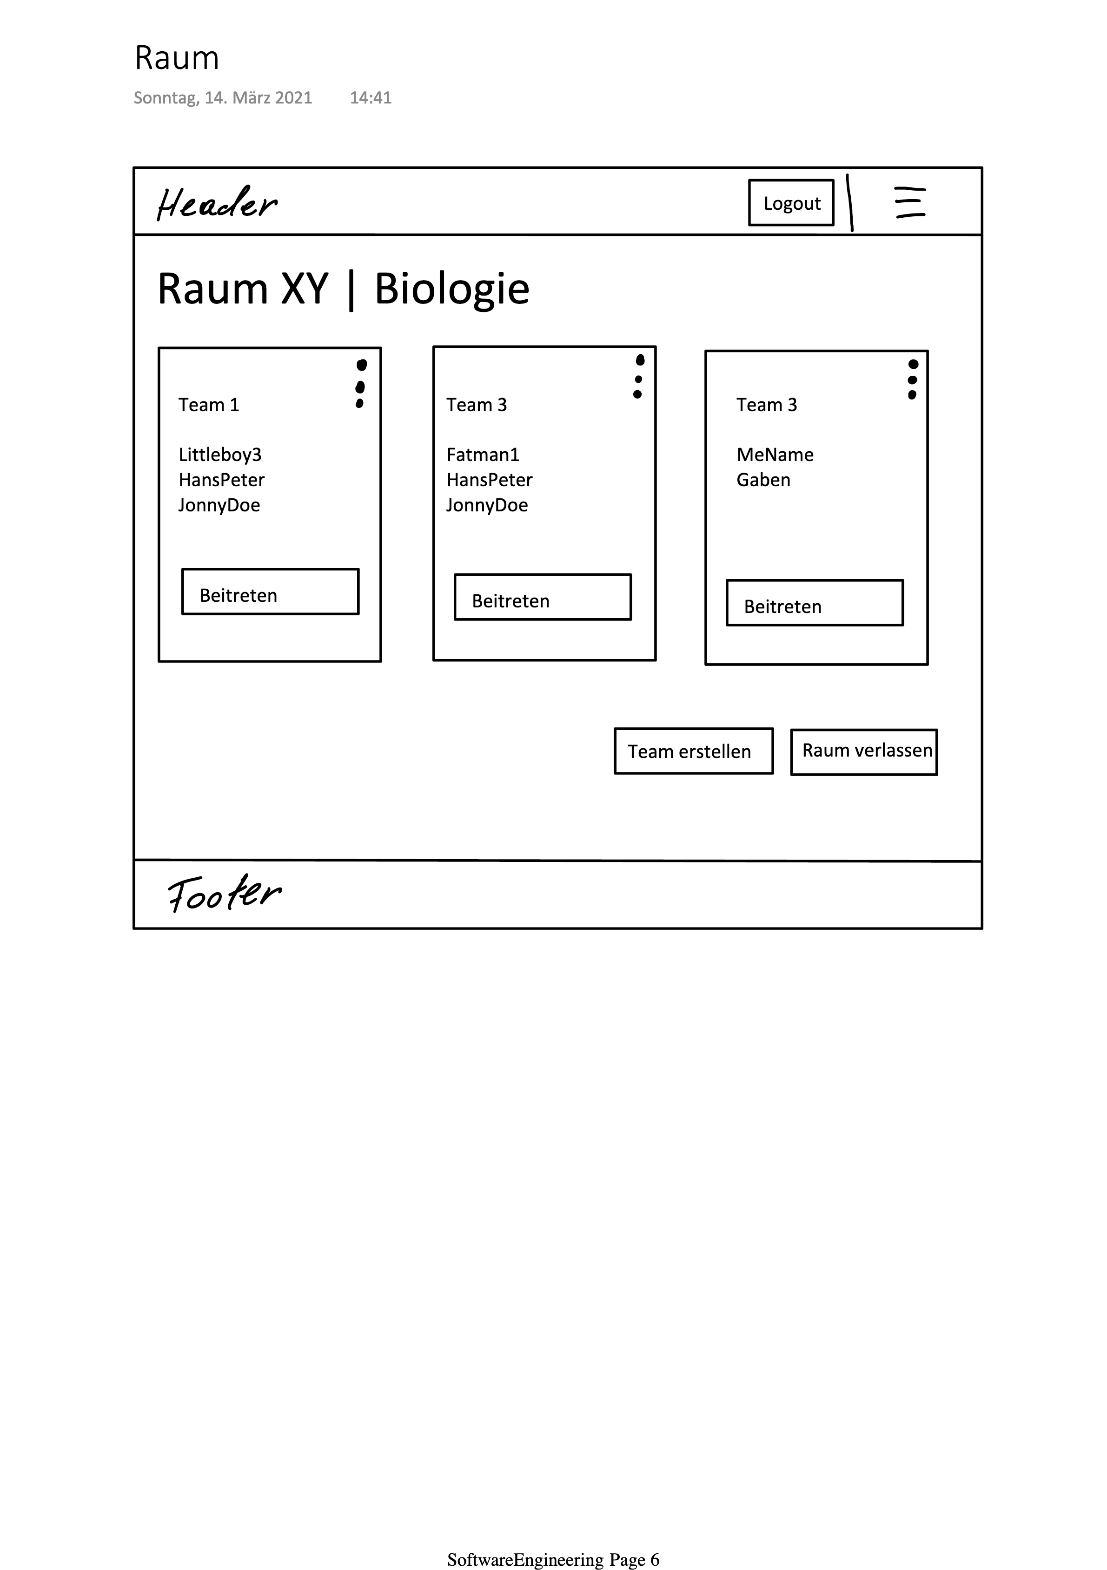 Raum
Sonntag, 14. März 2021 14:41
Header
Logout
Raum XY | Biologie
Team 1
Littleboy3
HansPeter
JonnyDoe
Beitreten
Team 3
Fatman1
HansPeter
JonnyDoe
Beitreten
Team 3
MeName
Gaben
Beitreten
Team erstellen
Raum verlassen
Footer
SoftwareEngineering Page 6